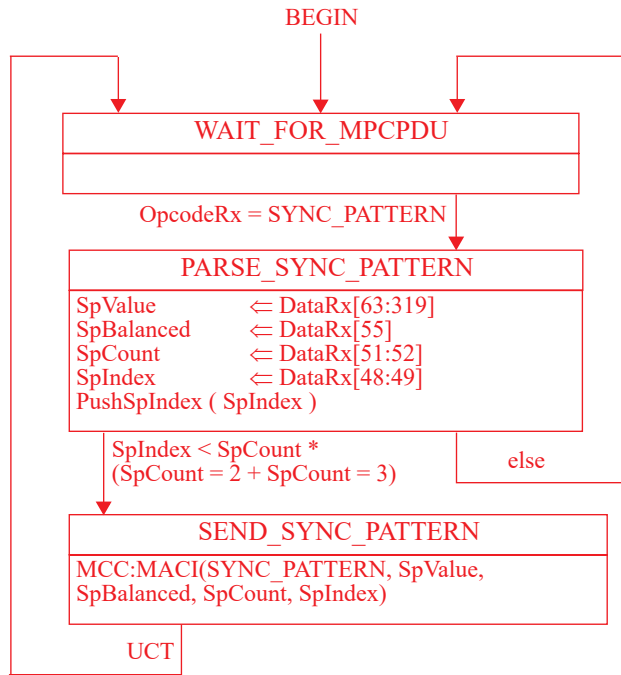 BEGIN
WAIT_FOR_MPCPDU
OpcodeRx = SYNC_PATTERN
PARSE_SYNC_PATTERN
SpValue ⇐ DataRx[63:319]
SpBalanced ⇐ DataRx[55]
SpCount ⇐ DataRx[51:52]
SpIndex ⇐ DataRx[48:49]
PushSpIndex ( SpIndex )
SpIndex < SpCount *
(SpCount = 2 + SpCount = 3)
else
SEND_SYNC_PATTERN
MCC:MACI(SYNC_PATTERN, SpValue,
SpBalanced, SpCount, SpIndex)
UCT